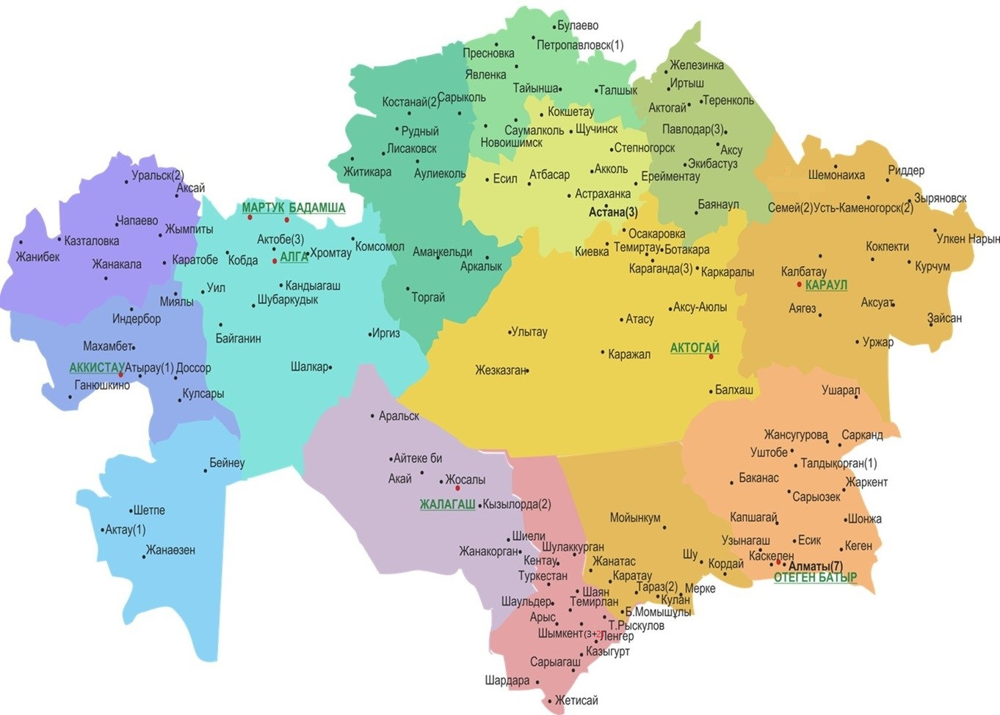 Булаево
Петропавловск(1)
Пресновка
Явленка
Тайынша
Талшык
Саумалколь
Новоишимск
Костанай(2)
Сарыколь
Рудный
Лисаковск
Житикара
Аулиеколь
Амаңкельди
Аркалык
Торгай
Кокшетау
Щучинск
Степногорск
Есил
Атбасар
Акколь
Ерейментау
Астраханка
Астана(3)
Железинка
Иртыш
Теренколь
Актогай
Павлодар(3)
Аксу
Экибастуз
Баянаул
Шемонаиха
Риддер
Семей(2)
Усть-Каменогорск(2)
Зыряновск
Улкен Нарын
Кокпекти
Курчум
Калбатау
КАРАУЛ
Аягөз
Аксуат
Зайсан
Уржар
Уральск(2)
Аксай
Чапаево
Жымпиты
Казталовка
Жанибек
Жанакала
Каратобе
МАРТУК
БАДАМША
Актобе(3)
Кобда
АЛГА
Хромтау
Комсомол
Уил
Кандыагаш
Шубаркудык
Байганин
Иргиз
Шалкар
Миялы
Индербор
Махамбет
АККИСТАУ
Атырау(1)
Доссор
Ганюшкино
Кулсары
Бейнеу
Шетпе
Актау(1)
Жанаөзен
Осакаровка
Киевка
Темиртау
Ботакара
Караганда(3)
Каркаралы
Аксу-Аюлы
Атасу
Улытау
Жезказган
Каражал
АКТОГАЙ
Балхаш
Аральск
Айтеке би
Акай
Жосалы
ЖАЛАГАШ
Кызылорда(2)
Шиели
Жанакорган
Шулаккурган
Кентау
Туркестан
Шаян
Шаульдер
Темирлан
Арыс
Шымкент(3+2)
Т.Рыскулов
Ленгер
Казыгурт
Сарыагаш
Шардара
Жетисай
Мойынкум
Шу
Кордай
Жанатас
Каратау
Тараз(2)
Мерке
Кулан
Б.Момышұлы
Ушарал
Жансугурова
Сарканд
Уштобе
Талдықорған(1)
Баканас
Жаркент
Сарыозек
Капшагай
Шонжа
Узынагаш
Есик
Кеген
Каскелен
Алматы(7)
ОТЕГЕН БАТЫР